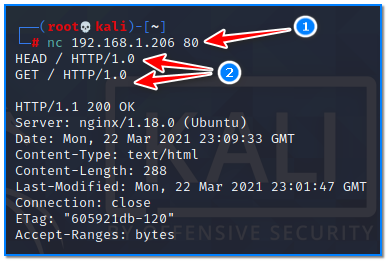 ┌──(root💀kali)-[~]
└─# nc 192.168.1.206 80
1
HEAD / HTTP/1.0
GET / HTTP/1.0
2
HTTP/1.1 200 OK
Server: nginx/1.18.0 (Ubuntu)
Date: Mon, 22 Mar 2021 23:09:33 GMT
Content-Type: text/html
Content-Length: 288
Last-Modified: Mon, 22 Mar 2021 23:01:47 GMT
Connection: close
ETag: "605921db-120"
Accept-Ranges: bytes
KALI
BY OFFENSIVE SECURITY